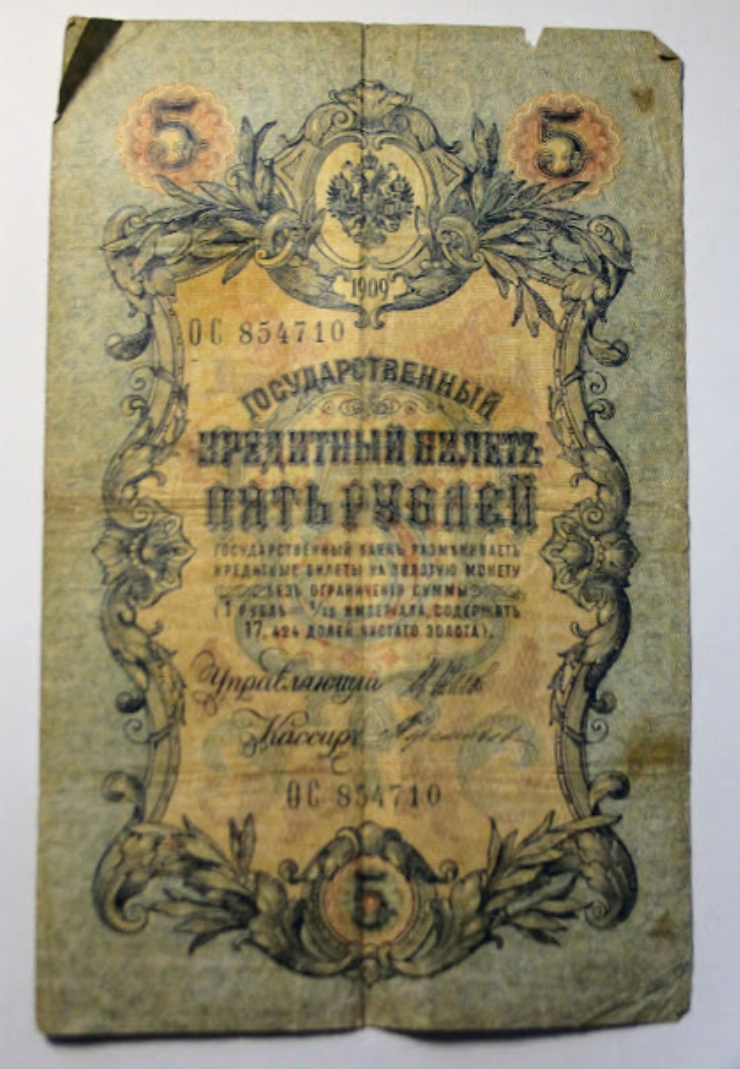 5 5
1909
ОС 854710
ГОСУДАРСТВЕННЫЙ
КРЕДИТНЫЙ БИЛЕТЪ
ПЯТЬ РУБЛЕЙ
ГОСУДАРСТВЕННЫЙ БАНКЪ РАЗМѢНИВАЕТЪ
КРЕДИТНЫЕ БИЛЕТЫ НА ЗОЛОТУЮ МОНЕТУ
БЕЗЪ ОГРАНИЧЕНІЯ СУММЫ
(1 РУБЛЬ = 1/15 ИМПЕРІАЛА, СОДЕРЖИТЪ
17,424 ДОЛЕЙ ЧИСТАГО ЗОЛОТА).
Управляющій
Кассиръ
ОС 854710
5